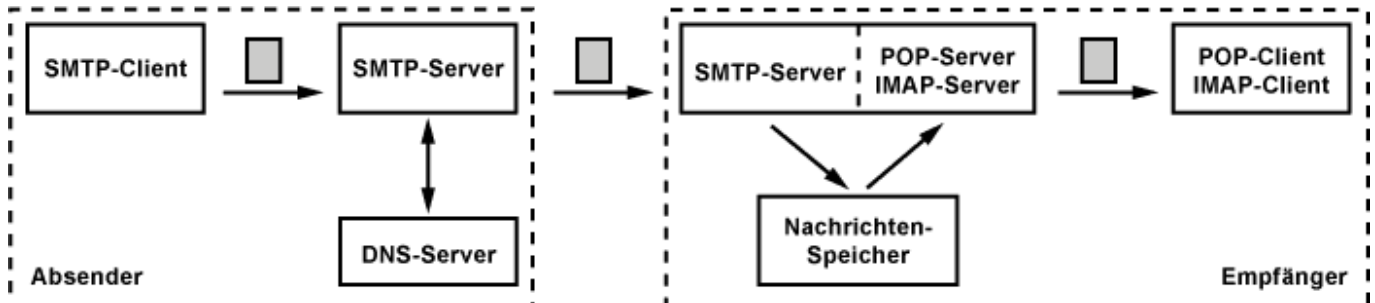 SMTP-Client
SMTP-Server
DNS-Server
Absender
SMTP-Server
POP-Server
IMAP-Server
Nachrichten-
Speicher
POP-Client
IMAP-Client
Empfänger